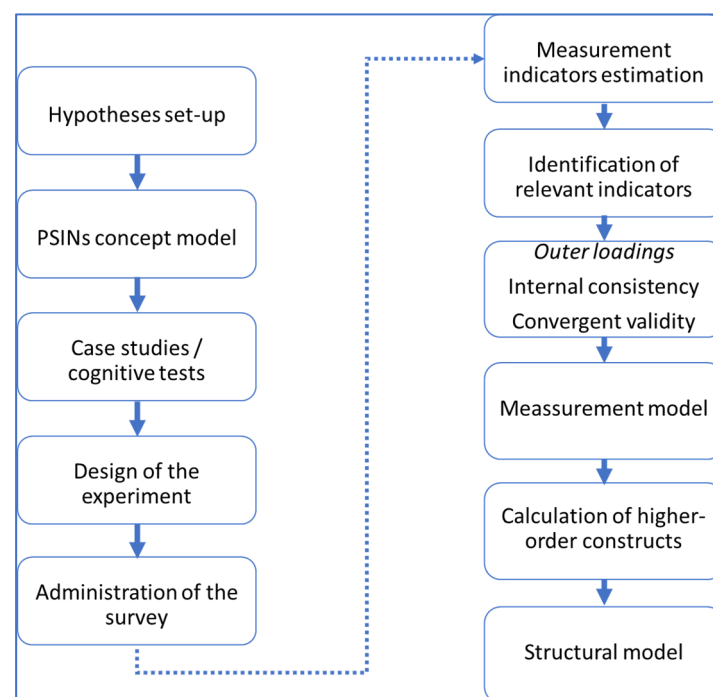 Hypotheses set-up
PSINs concept model
Case studies /
cognitive tests
Design of the
experiment
Administration of the
survey
Measurement
indicators estimation
Identification of
relevant indicators
Outer loadings
Internal consistency
Convergent validity
Meassurement model
Calculation of higher-
order constructs
Structural model